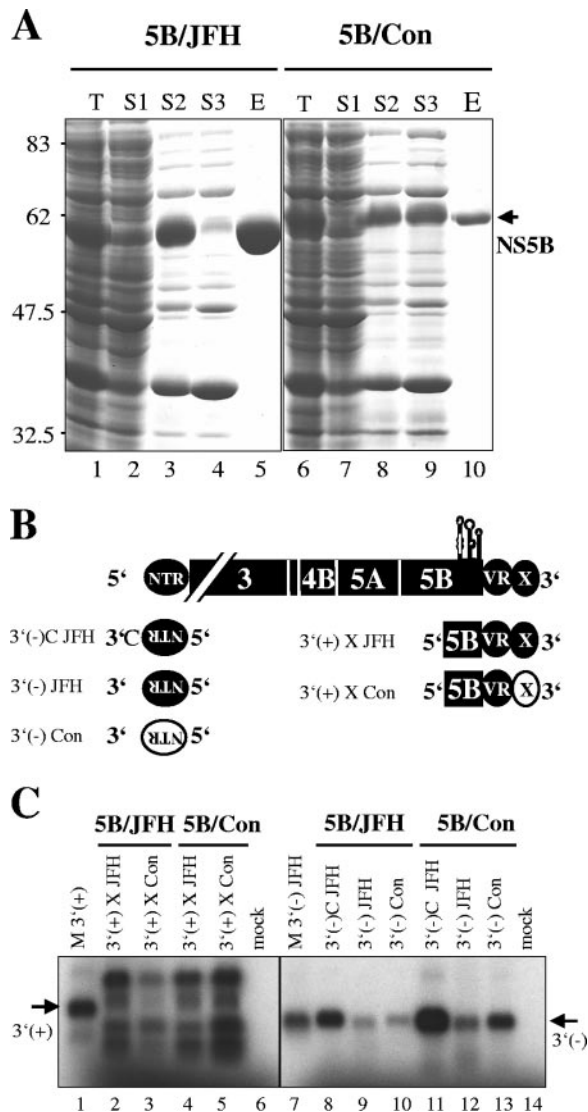 A
5B/JFH 5B/Con
T S1 S2 S3 E T S1 S2 S3 E
83
62
NS5B
47.5
32.5
1 2 3 4 5 6 7 8 9 10
B
5‘ NTR 3 4B 5A 5B VR X 3‘
3‘(-)C JFH 3‘C NTR 5‘ 3‘(+) X JFH 5‘ 5B VR X 3‘
3‘(-) JFH 3‘ NTR 5‘ 3‘(+) X Con 5‘ 5B VR X 3‘
3‘(-) Con 3‘ NTR 5‘
C
5B/JFH 5B/Con 5B/JFH 5B/Con
M 3‘(+) 3‘(+) X JFH 3‘(+) X Con 3‘(+) X JFH 3‘(+) X Con mock M 3‘(-) JFH 3‘(-)C JFH 3‘(-) JFH 3‘(-) Con 3‘(-)C JFH 3‘(-) JFH 3‘(-) Con mock
3‘(+) 3‘(-)
1 2 3 4 5 6 7 8 9 10 11 12 13 14